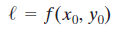 ℓ = f(x₀, y₀)